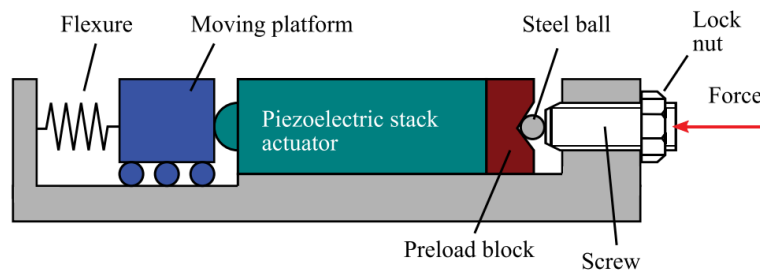 Flexure
Moving platform
Steel ball
Lock
nut
Force
Piezoelectric stack
actuator
Preload block
Screw